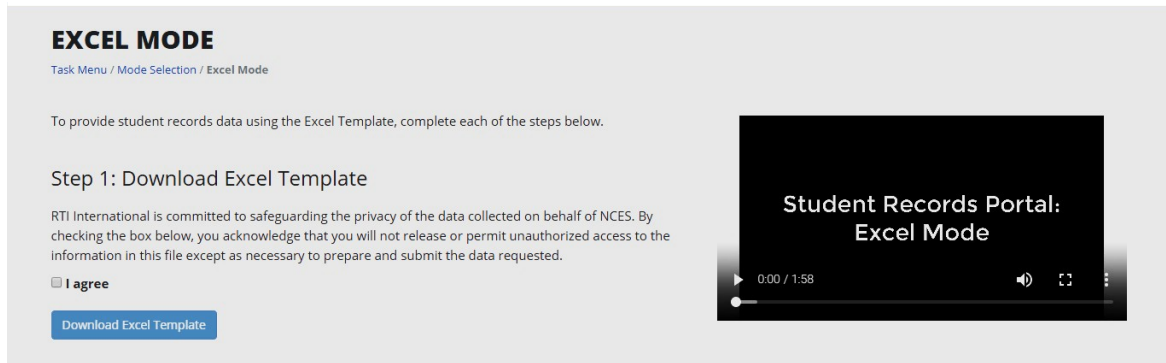 EXCEL MODE
Task Menu / Mode Selection / Excel Mode
To provide student records data using the Excel Template, complete each of the steps below.
Step 1: Download Excel Template
RTI International is committed to safeguarding the privacy of the data collected on behalf of NCES. By
checking the box below, you acknowledge that you will not release or permit unauthorized access to the
information in this file except as necessary to prepare and submit the data requested.
I agree
Download Excel Template
Student Records Portal:
Excel Mode
0:00 / 1:58